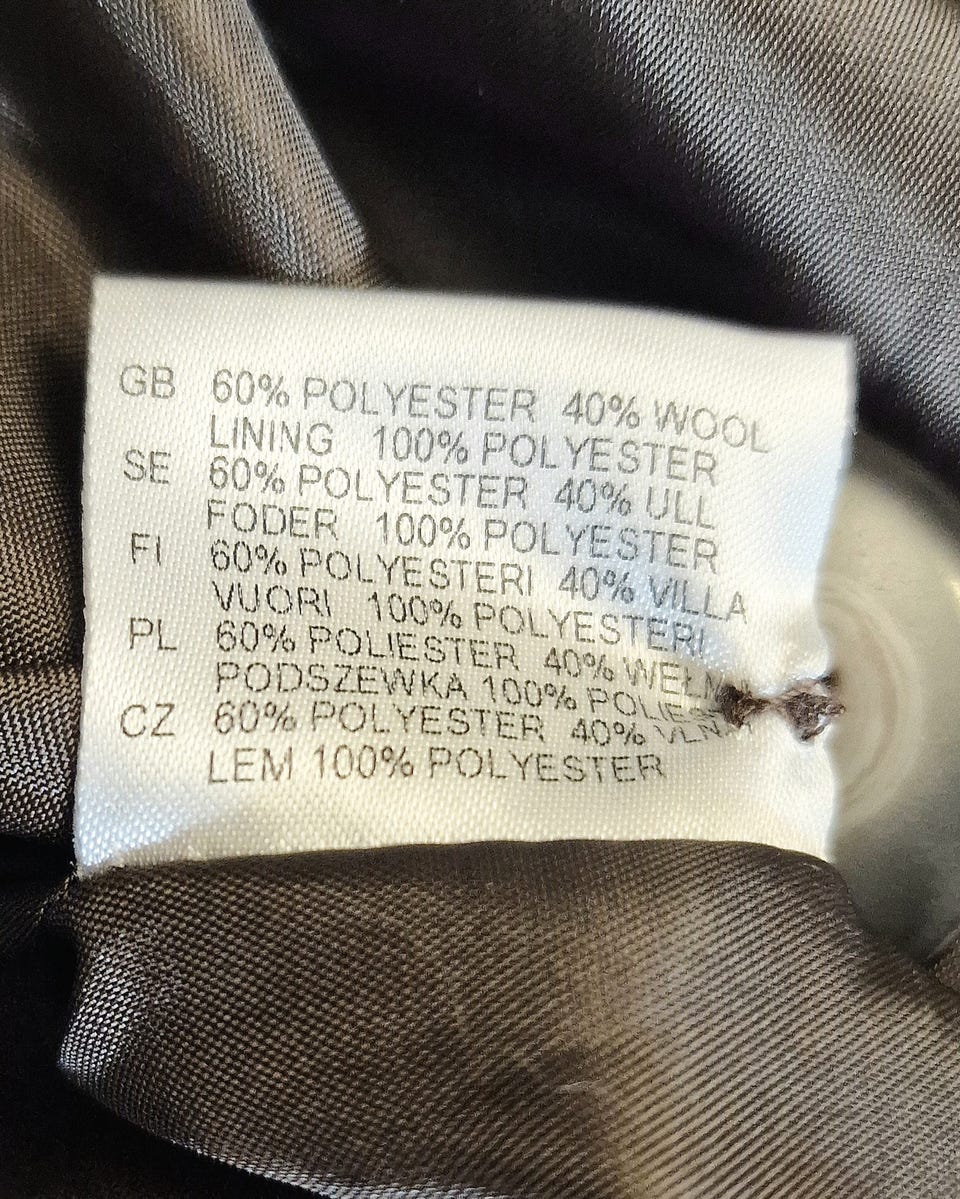 GB 60% POLYESTER 40% WOOL
LINING 100% POLYESTER
SE 60% POLYESTER 40% ULL
FODER 100% POLYESTER
FI 60% POLYESTERI 40% VILLA
VUORI 100% POLYESTERI
PL 60% POLIESTER 40%
PODSZEWKA 100%
CZ 60% POLYESTER 40%
LEM 100% POLYESTER